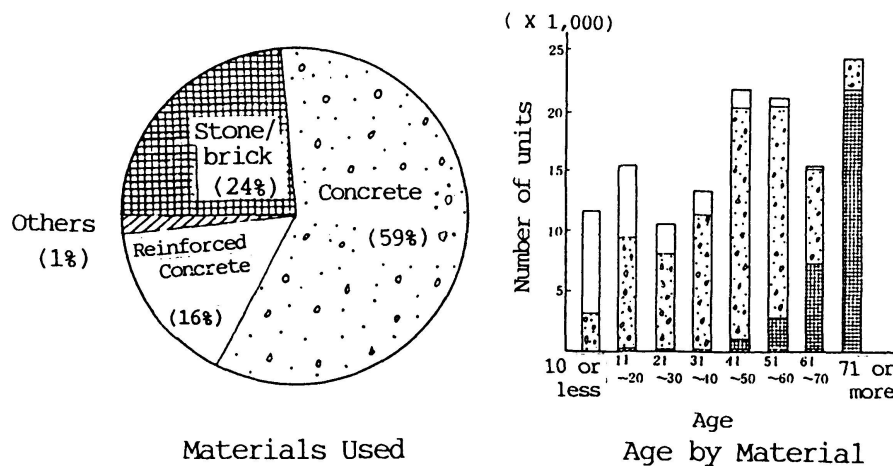 Stone/
brick
(24%)
Concrete
(59%)
Others
(1%)
Reinforced
Concrete
(16%)
Materials Used
( X 1,000)
Number of units
25
20
15
10
5
10 or
less
11
~20
21
~30
31
~40
41
~50
51
~60
61
~70
71 or
more
Age
Age by Material